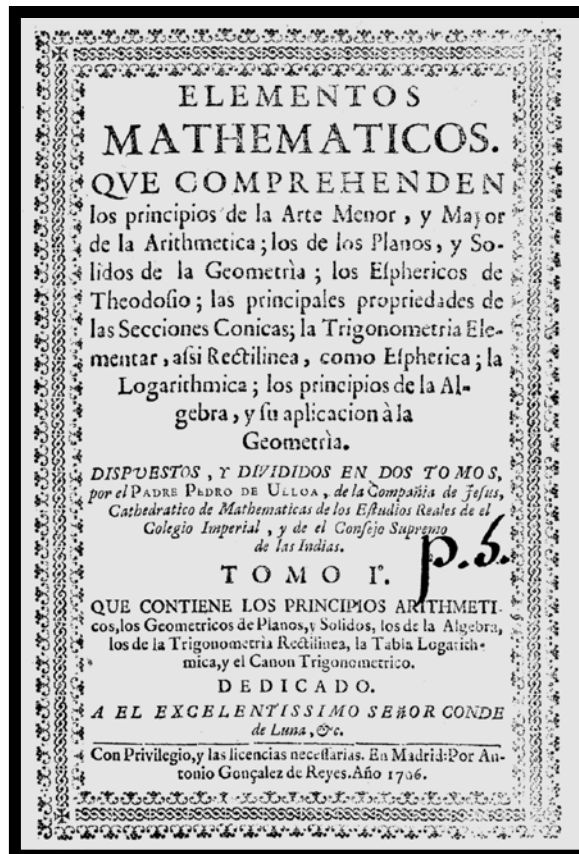 ELEMENTOS
MATHEMATICOS.
QVE COMPREHENDEN
los principios de la Arte Menor, y Mayor
de la Arithmetica; los de los Planos, y So-
lidos de la Geometrìa; los Eſphericos de
Theodoſio; las principales propriedades de
las Secciones Conicas; la Trigonometria Ele-
mentar, aſsi Rectilinea, como Eſpherica; la
Logarithmica; los principios de la Al-
gebra, y ſu aplicacion à la
Geometrìa.
DISPVESTOS, Y DIVIDIDOS EN DOS TOMOS,
por el PADRE PEDRO DE ULLOA, de la Compañia de Jeſus,
Cathedratico de Mathematicas de los Eſtudios Reales de el
Colegio Imperial, y de el Conſejo Supremo
de las Indias.
p.6.
TOMO Iº.
QUE CONTIENE LOS PRINCIPIOS ARITHMETI-
cos, los Geometricos de Planos, y Solidos, los de la Algebra,
los de la Trigonometrìa Rectilinea, la Tabla Logarith-
mica, y el Canon Trigonometrico.
DEDICADO.
A EL EXCELENTISSIMO SEÑOR CONDE
de Luna, &c.
Con Privilegio, y las licencias neceſſarias. En Madrid: Por An-
tonio Gonçalez de Reyes. Año 1706.